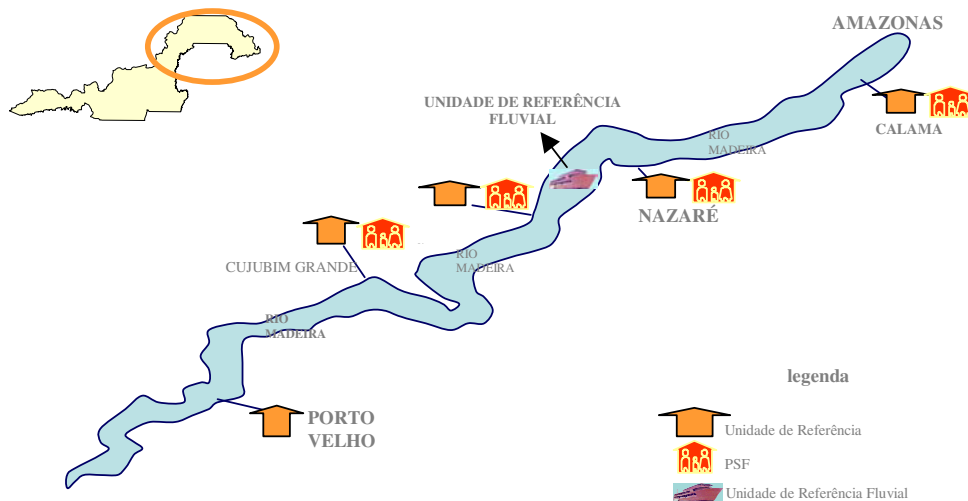 AMAZONAS
UNIDADE DE REFERÊNCIA
FLUVIAL
CALAMA
RIO
MADEIRA
NAZARÉ
CUJUBIM GRANDE
RIO
MADEIRA
RIO
MADEIRA
PORTO
VELHO
legenda
Unidade de Referência
PSF
Unidade de Referência Fluvial